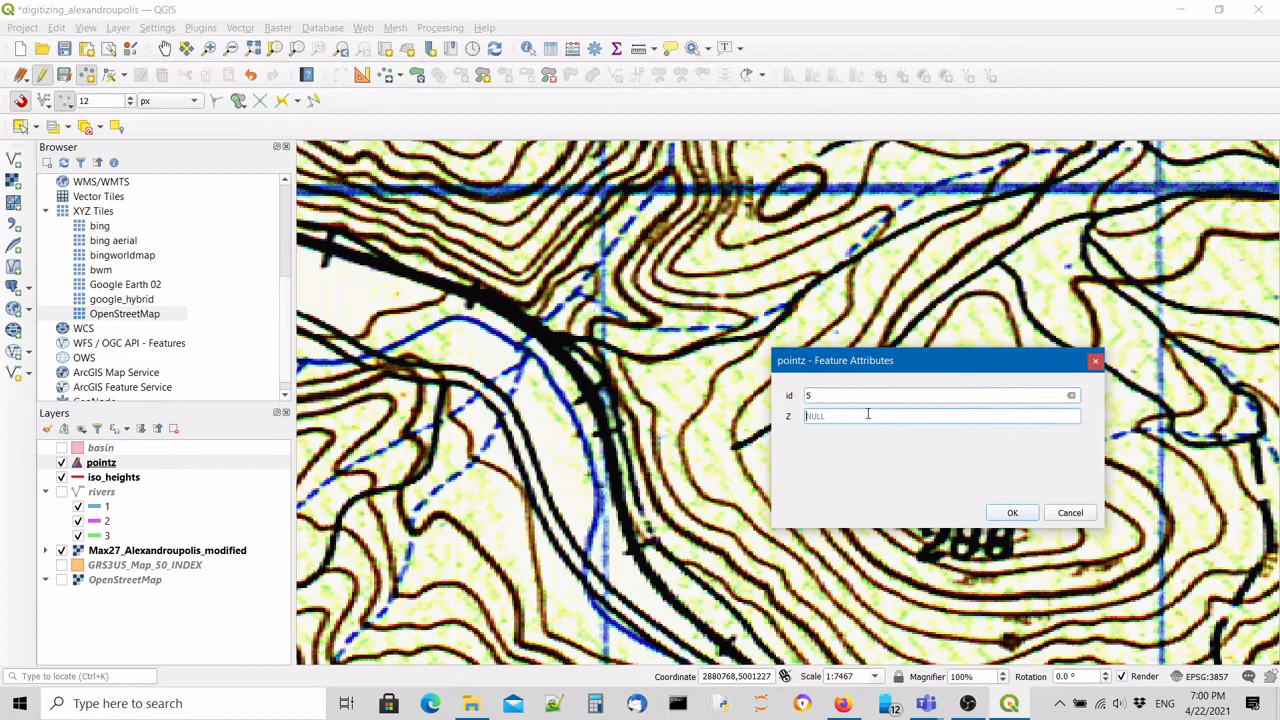 *digitizing_alexandroupolis — QGIS
Project Edit View Layer Settings Plugins Vector Raster Database Web Mesh Processing Help
12 px
Browser
WMS/WMTS
Vector Tiles
XYZ Tiles
bing
bing aerial
bingworldmap
bwm
Google Earth 02
google_hybrid
OpenStreetMap
WCS
WFS / OGC API - Features
OWS
ArcGIS Map Service
ArcGIS Feature Service
Layers
basin
pointz
iso_heights
rivers
1
2
3
Max27_Alexandroupolis_modified
GRS3U5_Map_50_INDEX
OpenStreetMap
pointz - Feature Attributes
id 5
Z NULL
OK Cancel
288
Type to locate (Ctrl+K) Coordinate 2880768,5001227 Scale 1:7467 Magnifier 100% Rotation 0.0 ° Render EPSG:3857
Type here to search
12
ENG
7:00 PM
4/22/2021